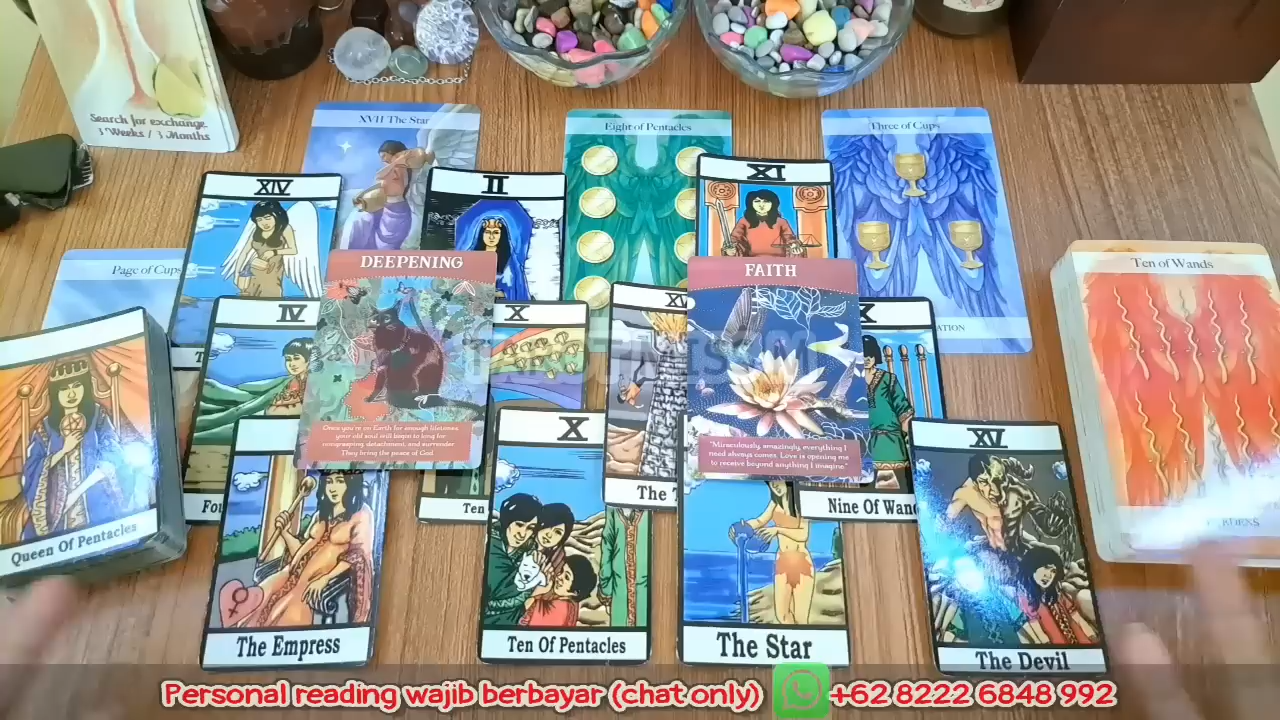 Search for exchange
3 Weeks / 3 Months
XVII The Star
Eight of Pentacles
Three of Cups
XIV
II
XI
Page of Cups
DEEPENING
FAITH
Ten of Wands
IV
X
X
Once you're on Earth for enough lifetimes
your old soul will begin to long for
nongrasping detachment and surrender
They bring the peace of God
"Miraculously, amazingly, everything I
need always comes. Love is opening me
to receive beyond anything I imagine."
Ten
The
Nine Of
XV
Queen Of Pentacles
The Empress
Ten Of Pentacles
The Star
The Devil
Personal reading wajib berbayar (chat only) +62 8222 6848 992